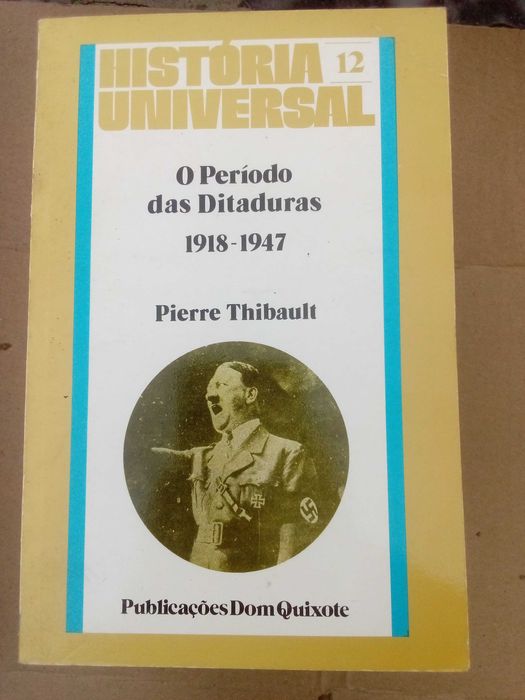 HISTÓRIA 12
UNIVERSAL
O Período
das Ditaduras
1918-1947
Pierre Thibault
Publicações Dom Quixote